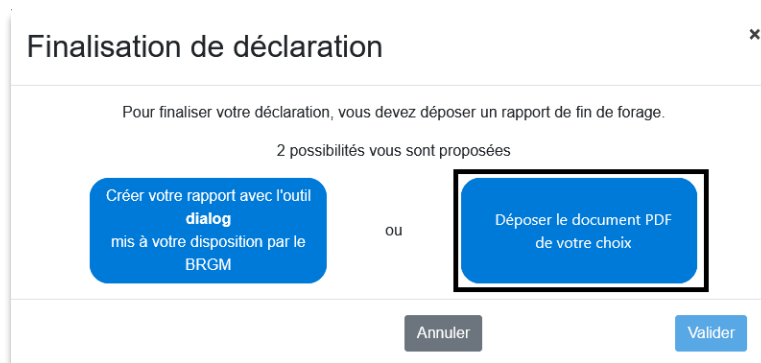 Finalisation de déclaration
×
Pour finaliser votre déclaration, vous devez déposer un rapport de fin de forage.
2 possibilités vous sont proposées
Créer votre rapport avec l'outil
dialog
mis à votre disposition par le
BRGM
ou
Déposer le document PDF
de votre choix
Annuler
Valider